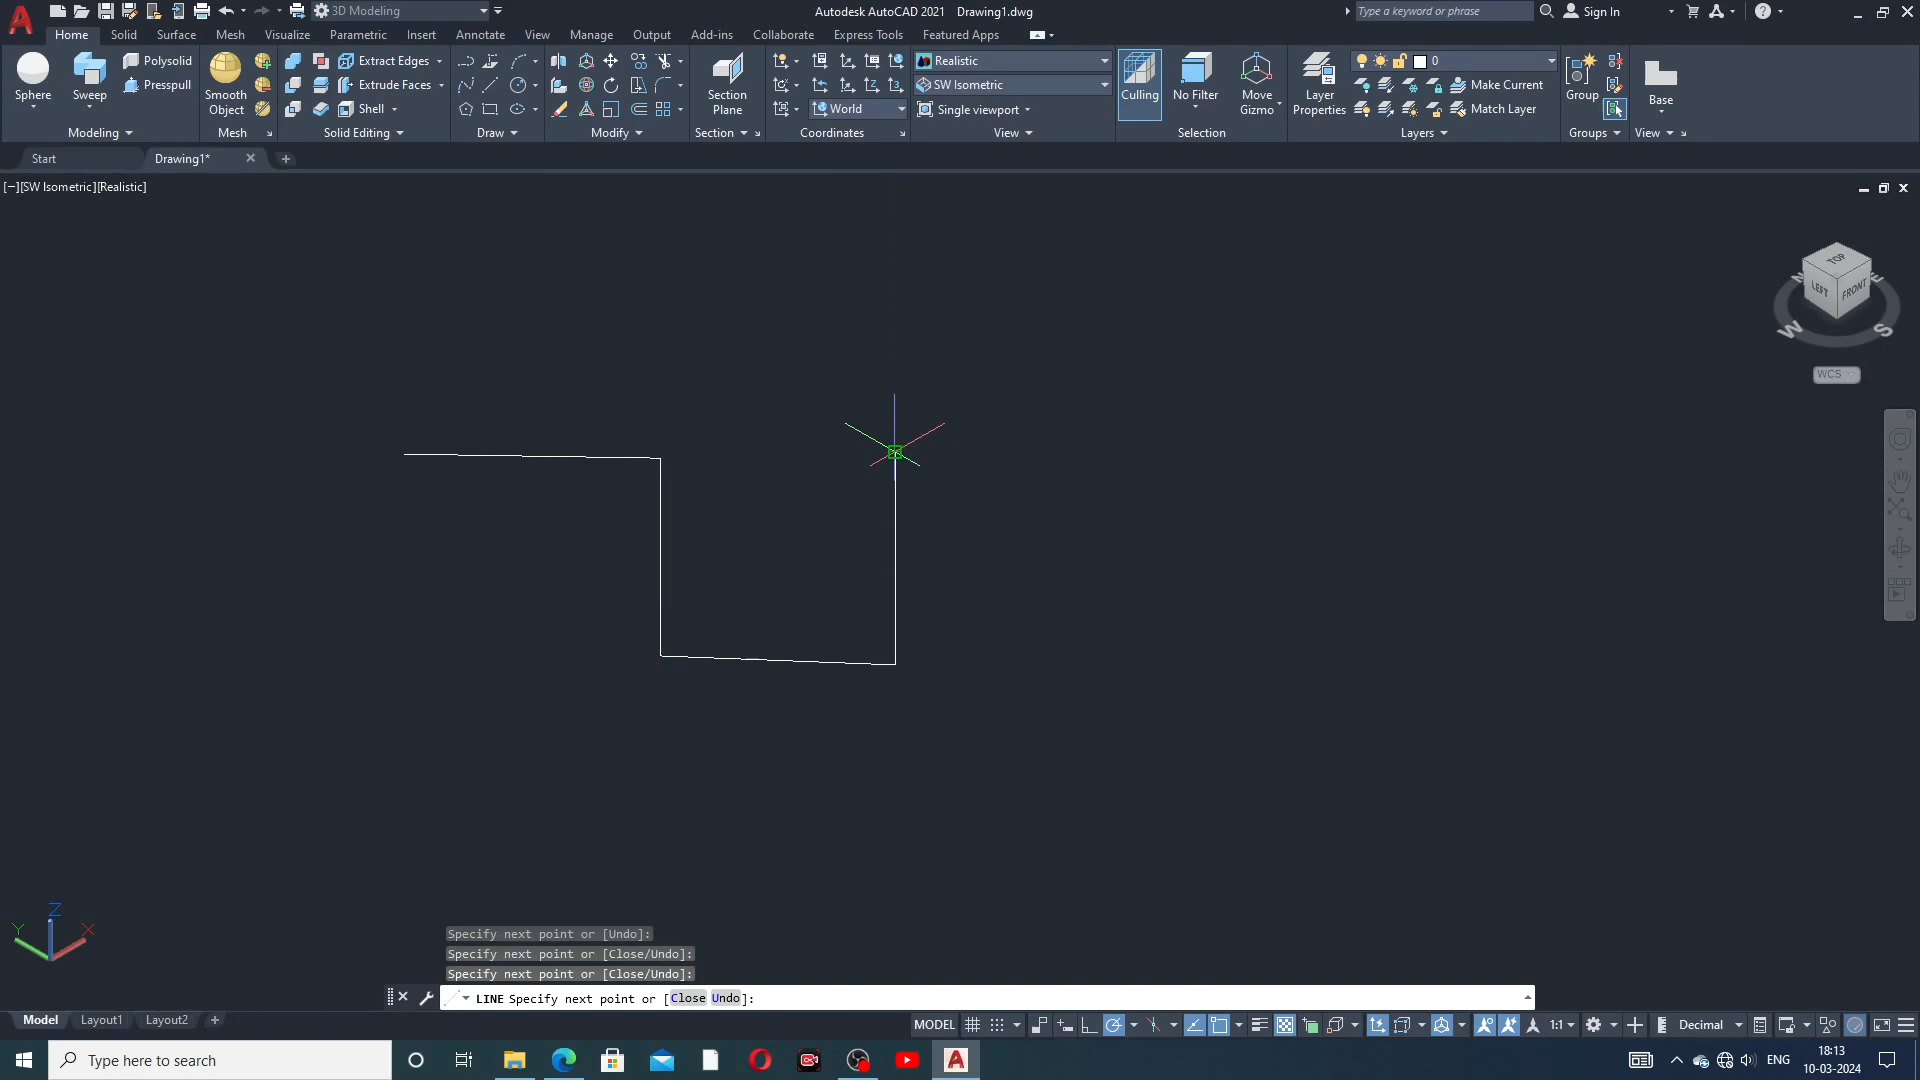 3D Modeling
Autodesk AutoCAD 2021 Drawing1.dwg
Type a keyword or phrase
Sign In
Home Solid Surface Mesh Visualize Parametric Insert Annotate View Manage Output Add-ins Collaborate Express Tools Featured Apps
Sphere
Sweep
Polysolid
Presspull
Modeling
Smooth
Object
Mesh
Extract Edges
Extrude Faces
Shell
Solid Editing
Draw
Modify
Section
Plane
Section
World
Coordinates
Realistic
SW Isometric
Single viewport
View
Culling
No Filter
Move
Gizmo
Selection
Layer
Properties
0
Make Current
Match Layer
Layers
Group
Groups
Base
View
Start
Drawing1*
[−][SW Isometric][Realistic]
TOP
LEFT
FRONT
N
E
W
S
WCS
Z
Y
X
Specify next point or [Undo]:
Specify next point or [Close/Undo]:
Specify next point or [Close/Undo]:
LINE Specify next point or [Close Undo]:
Model
Layout1
Layout2
MODEL
1:1
Decimal
Type here to search
ENG
18:13
10-03-2024